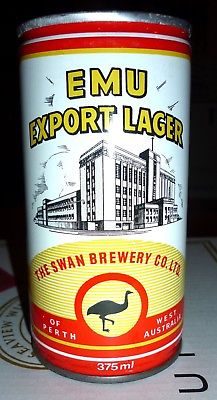 EMU
EXPORT LAGER
THE SWAN BREWERY CO. LTD.
OF PERTH
WEST AUSTRALIA
375 ml